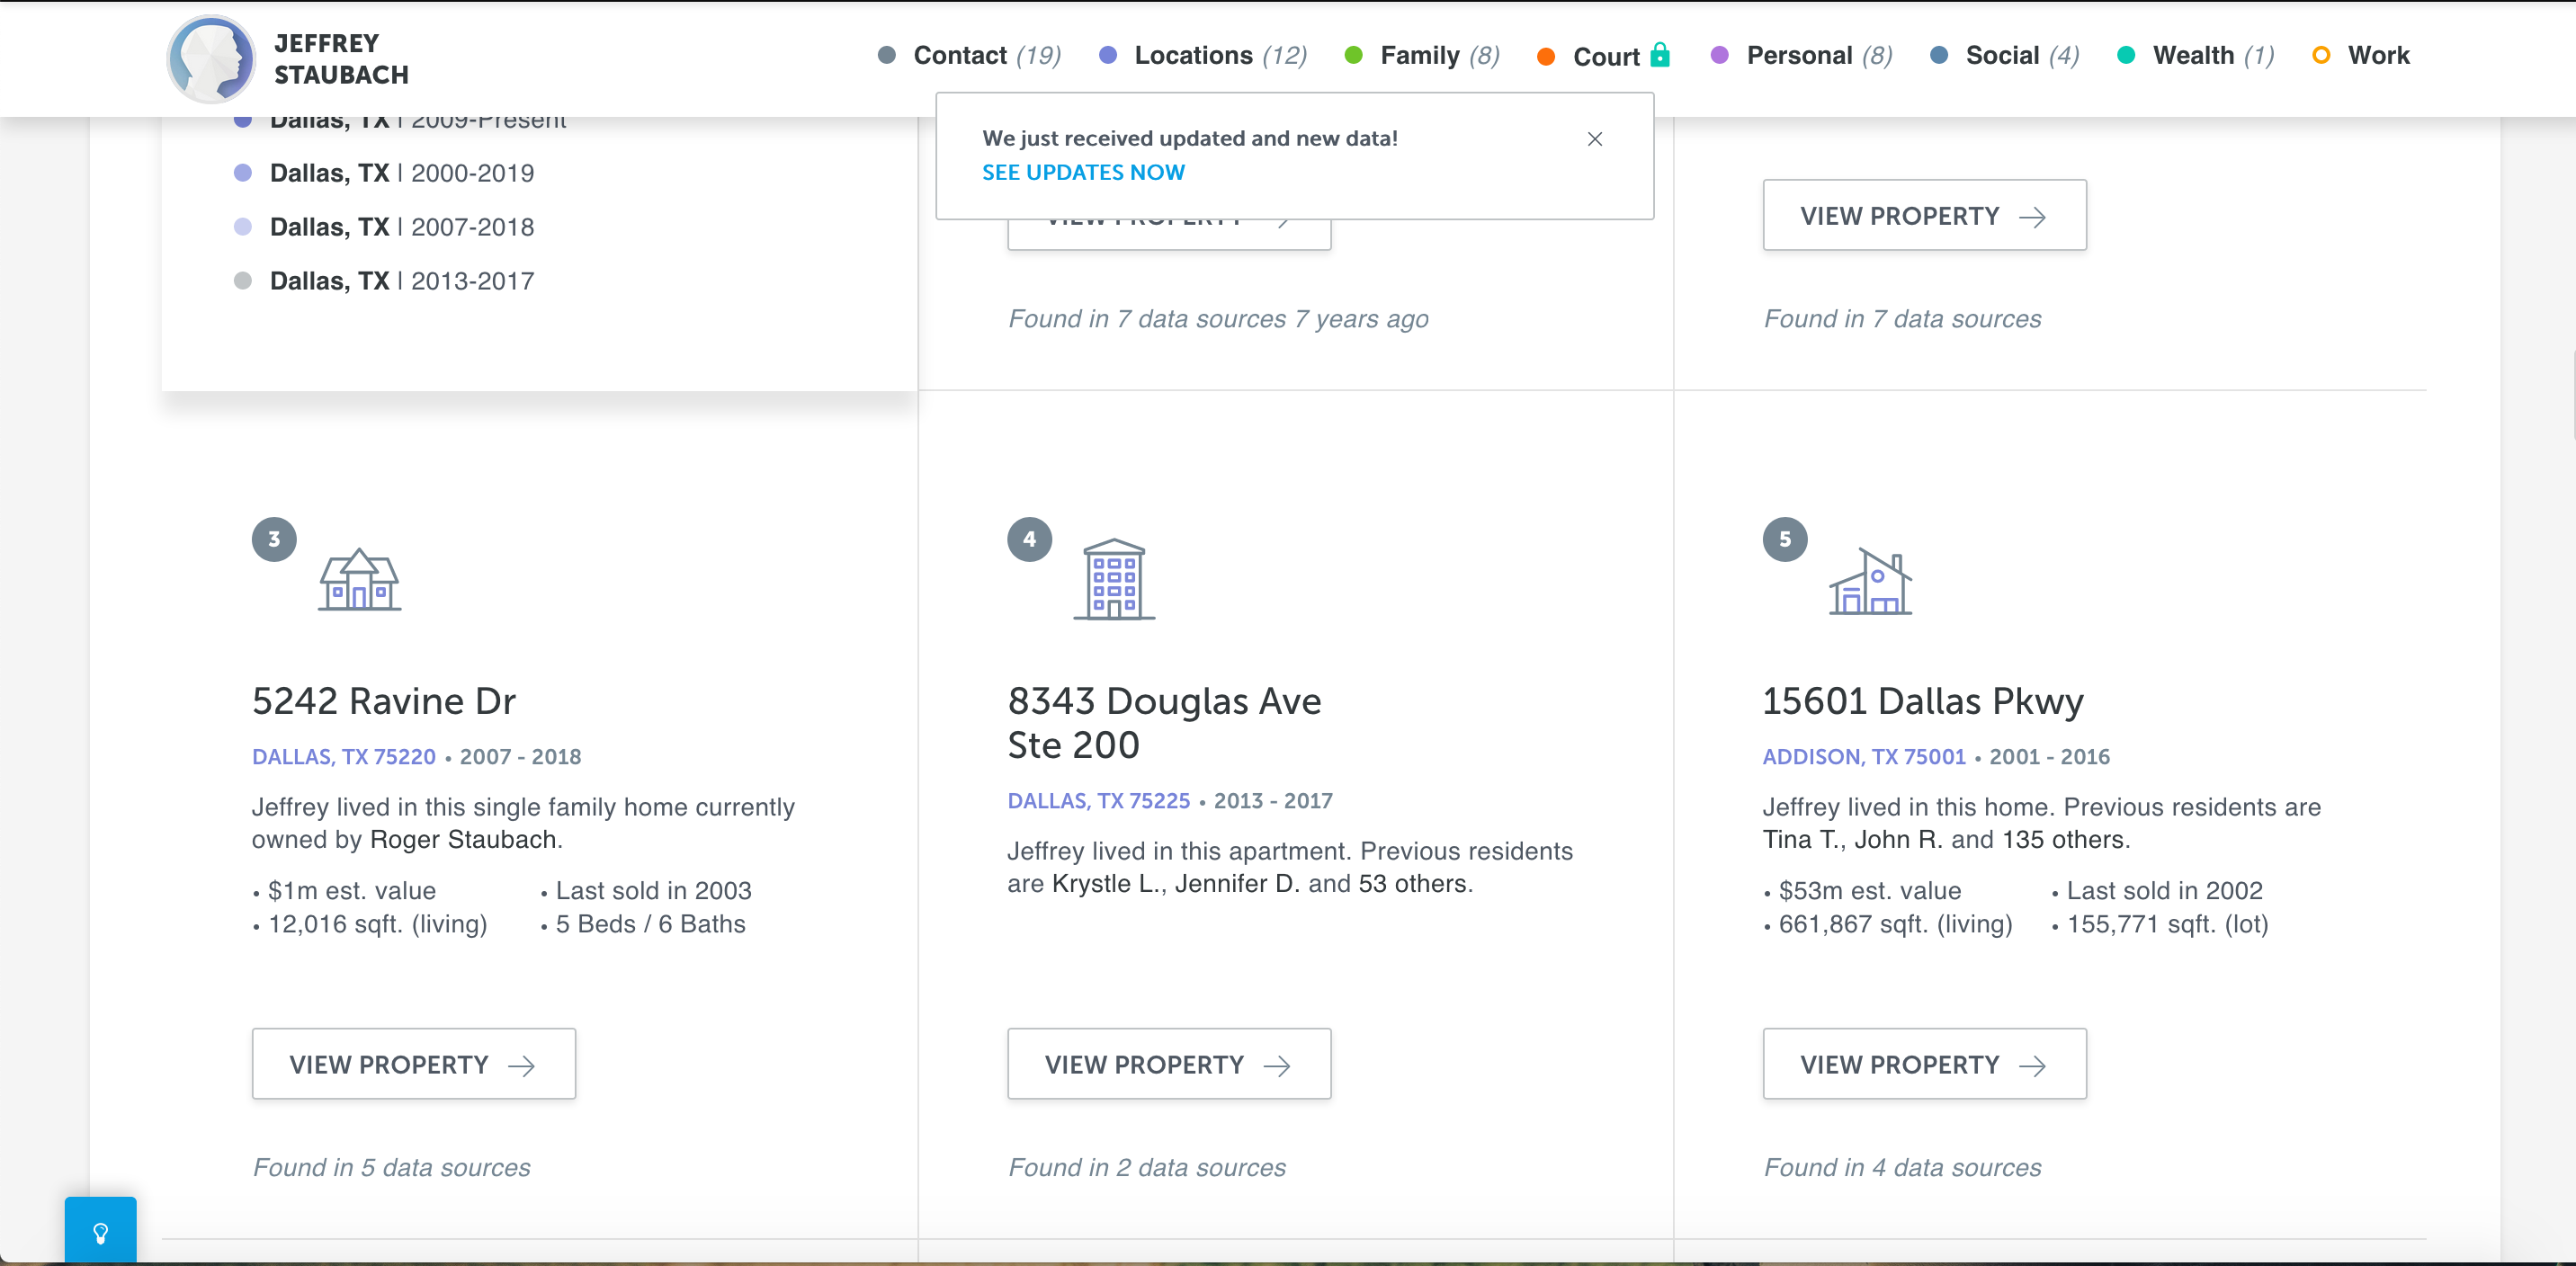 JEFFREY
STAUBACH
Contact (19) Locations (12) Family (8) Court Personal (8) Social (4) Wealth (1) Work
We just received updated and new data!
SEE UPDATES NOW
Dallas, TX | 2009-Present
Dallas, TX | 2000-2019
Dallas, TX | 2007-2018
Dallas, TX | 2013-2017
VIEW PROPERTY
Found in 7 data sources 7 years ago
VIEW PROPERTY
Found in 7 data sources
3
5242 Ravine Dr
DALLAS, TX 75220 • 2007 - 2018
Jeffrey lived in this single family home currently
owned by Roger Staubach.
• $1m est. value • Last sold in 2003
• 12,016 sqft. (living) • 5 Beds / 6 Baths
VIEW PROPERTY
Found in 5 data sources
4
8343 Douglas Ave
Ste 200
DALLAS, TX 75225 • 2013 - 2017
Jeffrey lived in this apartment. Previous residents
are Krystle L., Jennifer D. and 53 others.
VIEW PROPERTY
Found in 2 data sources
5
15601 Dallas Pkwy
ADDISON, TX 75001 • 2001 - 2016
Jeffrey lived in this home. Previous residents are
Tina T., John R. and 135 others.
• $53m est. value • Last sold in 2002
• 661,867 sqft. (living) • 155,771 sqft. (lot)
VIEW PROPERTY
Found in 4 data sources